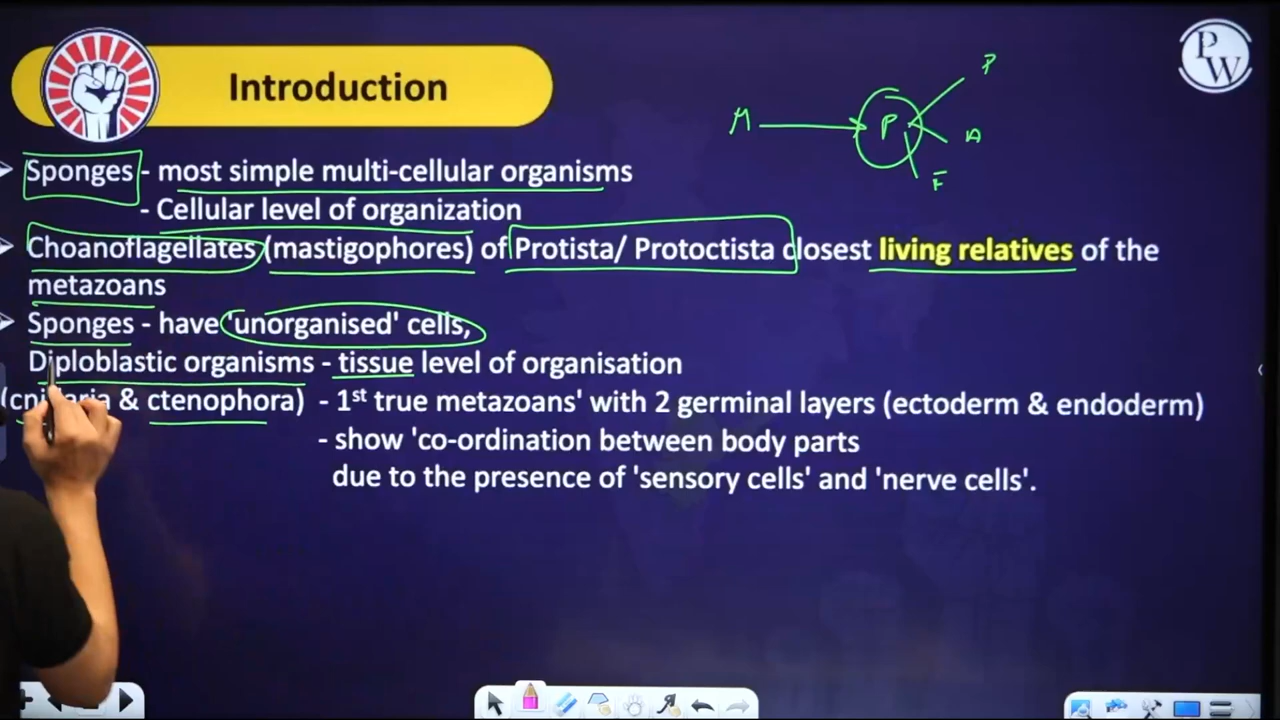 Introduction
PW
M P P
A
F
Sponges - most simple multi-cellular organisms
- Cellular level of organization
Choanoflagellates (mastigophores) of Protista/ Protoctista closest living relatives of the
metazoans
Sponges - have 'unorganised' cells,
Diploblastic organisms - tissue level of organisation
& ctenophora) - 1st true metazoans' with 2 germinal layers (ectoderm & endoderm)
- show 'co-ordination between body parts
due to the presence of 'sensory cells' and 'nerve cells'.